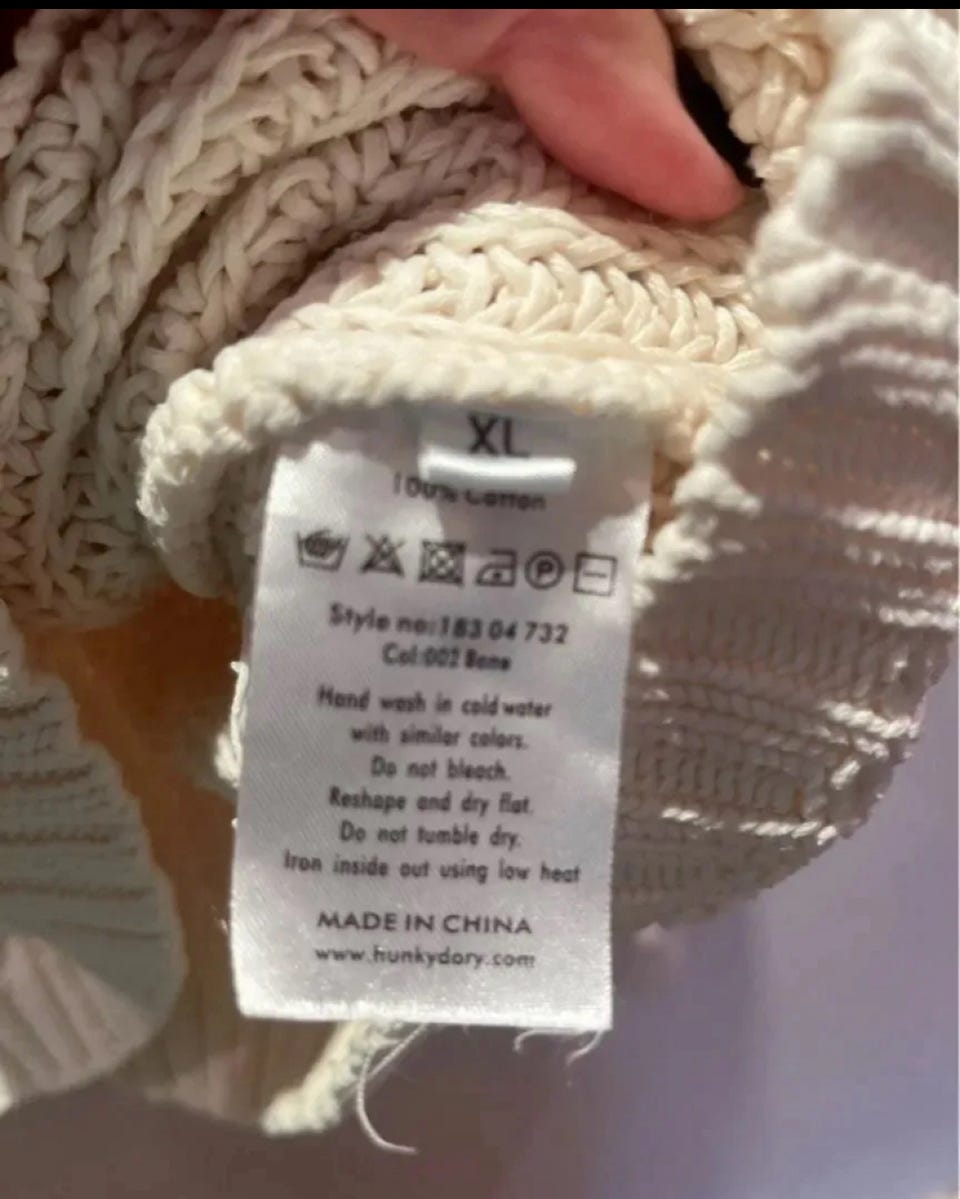 XL
100% Cotton
P
Style no:183 04 732
Col:002 Bone
Hand wash in cold water
with similar colors.
Do not bleach.
Reshape and dry flat.
Do not tumble dry.
Iron inside out using low heat
MADE IN CHINA
www.hunkydory.com